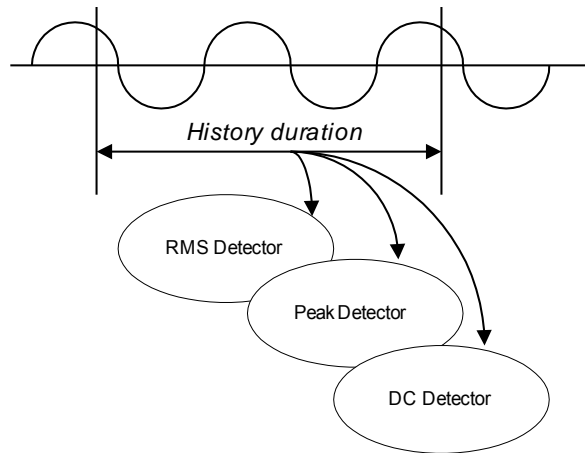 History duration
RMS Detector
Peak Detector
DC Detector